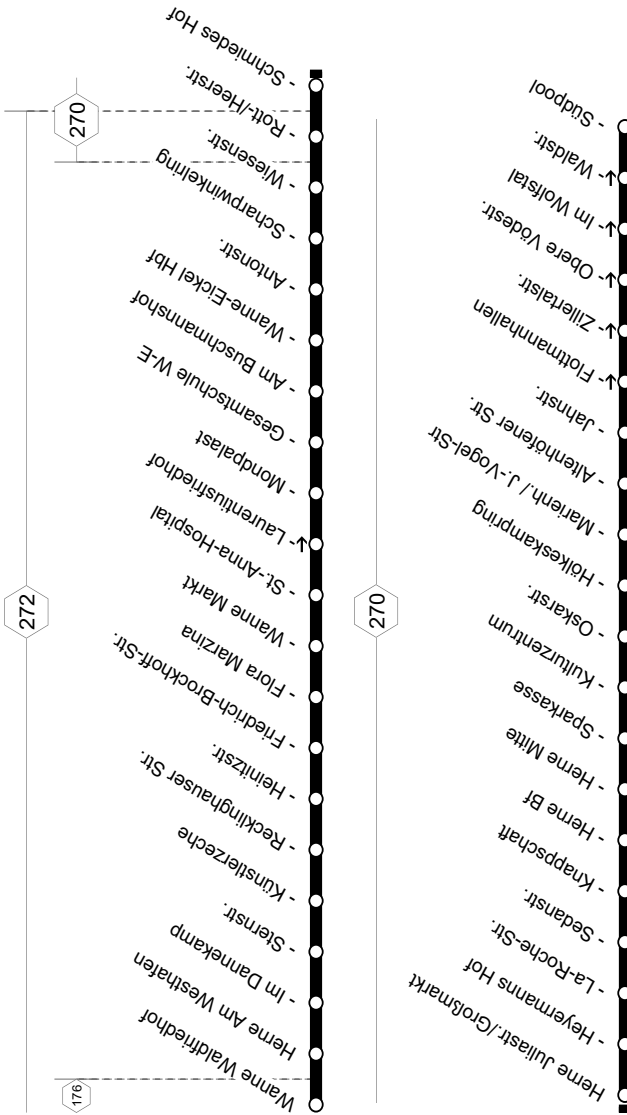 176
272
270
Wanne Waldfriedhof
Herne Am Westhafen
- Im Dannekamp
- Sternstr.
- Künstlerzeche
- Recklinghauser Str.
- Heinitzstr.
- Friedrich-Brockhoff-Str.
- Flora Marzina
- Wanne Markt
- St.-Anna-Hospital
- Laurentiusfriedhof
- Mondpalast
- Gesamtschule W-E
- Am Buschmannshof
- Wanne-Eickel Hbf
- Antonstr.
- Scharpwinkelring
- Wiesenstr.
- Rott-/Heerstr.
- Schmiedes Hof
270
Herne Juliastr./Großmarkt
- Heyermanns Hof
- La-Roche-Str.
- Sedanstr.
- Knappschaft
- Herne Bf
- Herne Mitte
- Sparkasse
- Kulturzentrum
- Oskarstr.
- Hölkeskampring
- Marienh./ J.-Vogel-Str
- Altenhöfener Str.
- Jahnstr.
- Flottmannhallen
- Zillertalstr.
- Obere Vödestr.
- Im Wolfstal
- Waldstr.
- Südpool